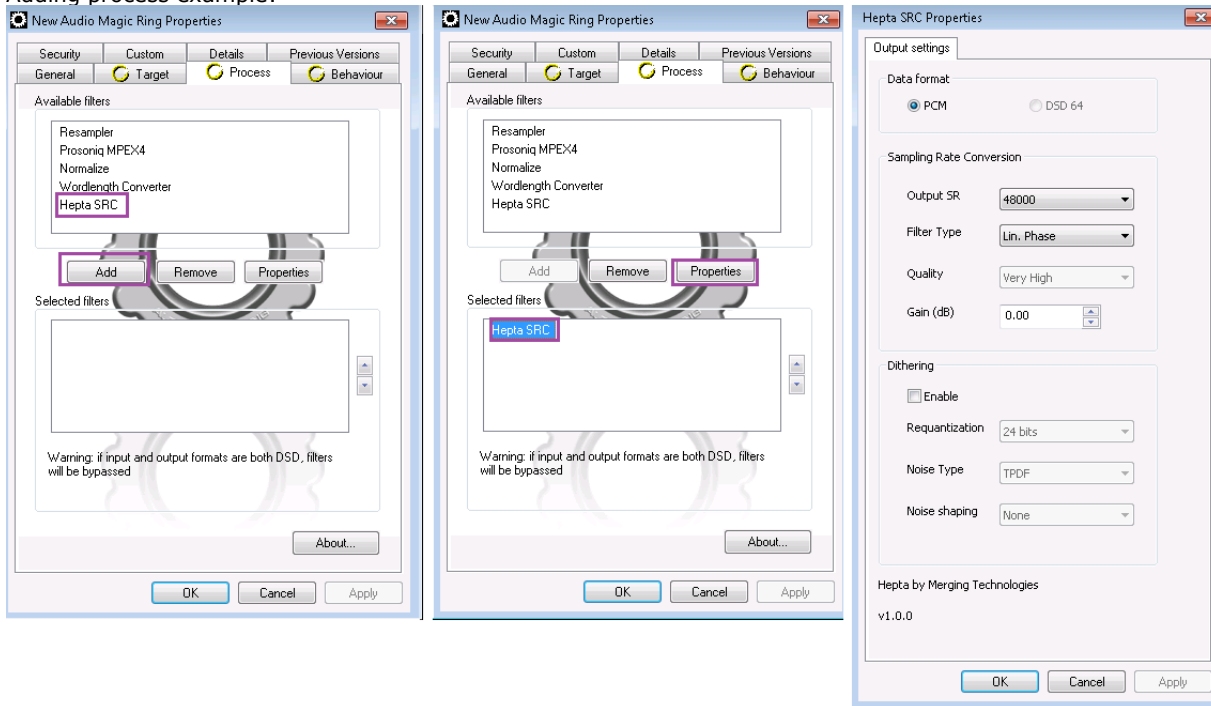 Adding process example:
New Audio Magic Ring Properties
Security Custom Details Previous Versions
General Target Process Behaviour
Available filters
Resampler
Prosoniq MPEX4
Normalize
Wordlength Converter
Hepta SRC
Add Remove Properties
Selected filters
Warning: if input and output formats are both DSD, filters
will be bypassed
About...
OK Cancel Apply
New Audio Magic Ring Properties
Security Custom Details Previous Versions
General Target Process Behaviour
Available filters
Resampler
Prosoniq MPEX4
Normalize
Wordlength Converter
Hepta SRC
Add Remove Properties
Selected filters
Hepta SRC
Warning: if input and output formats are both DSD, filters
will be bypassed
About...
OK Cancel Apply
Hepta SRC Properties
Output settings
Data format
PCM DSD 64
Sampling Rate Conversion
Output SR 48000
Filter Type Lin. Phase
Quality Very High
Gain (dB) 0.00
Dithering
Enable
Requantization 24 bits
Noise Type TPDF
Noise shaping None
Hepta by Merging Technologies
v1.0.0
OK Cancel Apply